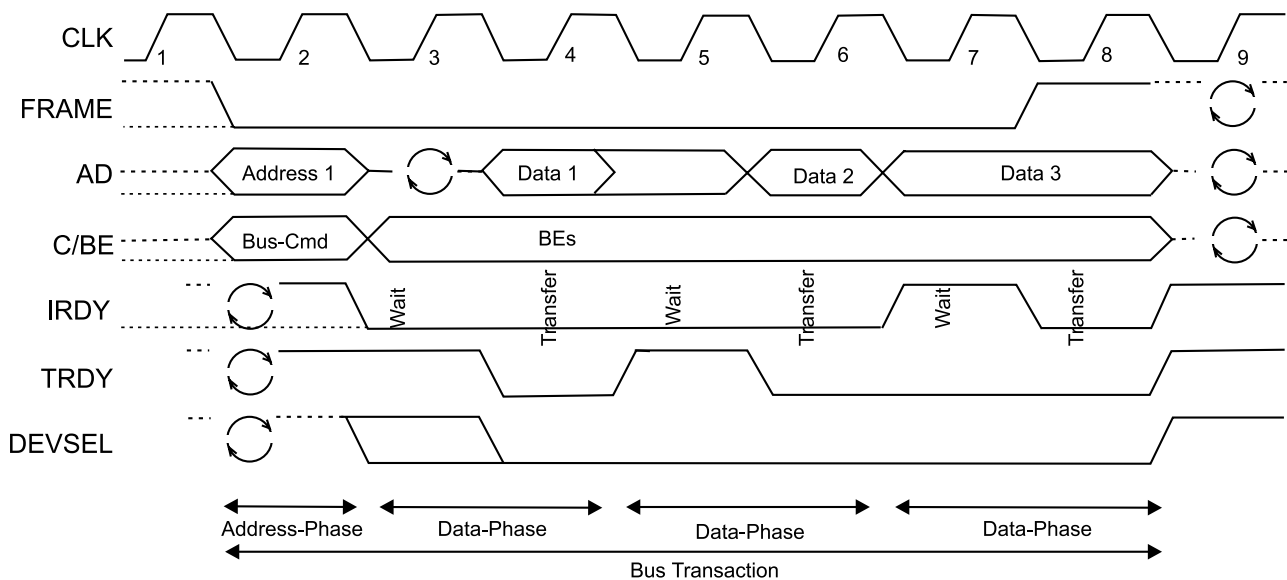 CLK
1 2 3 4 5 6 7 8 9
FRAME
AD
Address 1
Data 1
Data 2
Data 3
C/BE
Bus-Cmd
BEs
IRDY
Wait
Transfer
Wait
Transfer
Wait
Transfer
TRDY
DEVSEL
Address-Phase
Data-Phase
Data-Phase
Data-Phase
Bus Transaction